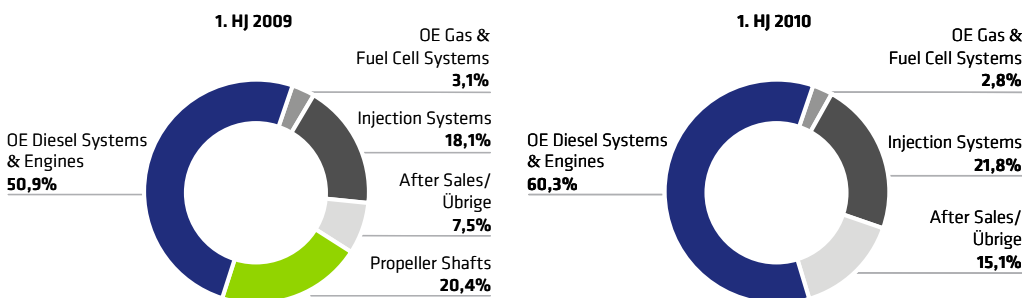 1. HJ 2009
OE Gas &
Fuel Cell Systems
3,1%
Injection Systems
18,1%
OE Diesel Systems
& Engines
50,9%
After Sales/
Übrige
7,5%
Propeller Shafts
20,4%
1. HJ 2010
OE Gas &
Fuel Cell Systems
2,8%
OE Diesel Systems
& Engines
60,3%
Injection Systems
21,8%
After Sales/
Übrige
15,1%